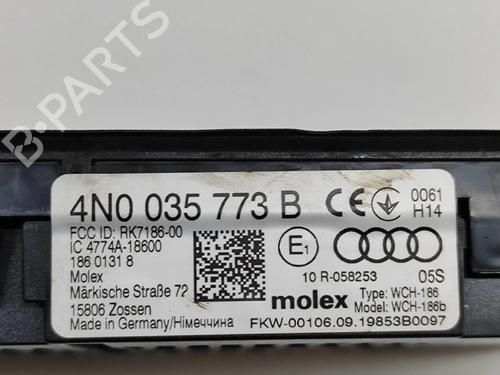 B-PARTS
4N0 035 773 B
CE
0061
H14
FCC ID: RK7186-00
IC 4774A-18600
186 0131 8
Molex
Märkische Straße 72
15806 Zossen
Made in Germany/Німеччина
E1
10 R-058253
05S
molex
Type: WCH-186
Model: WCH-186b
FKW-00106.09.19853B0097